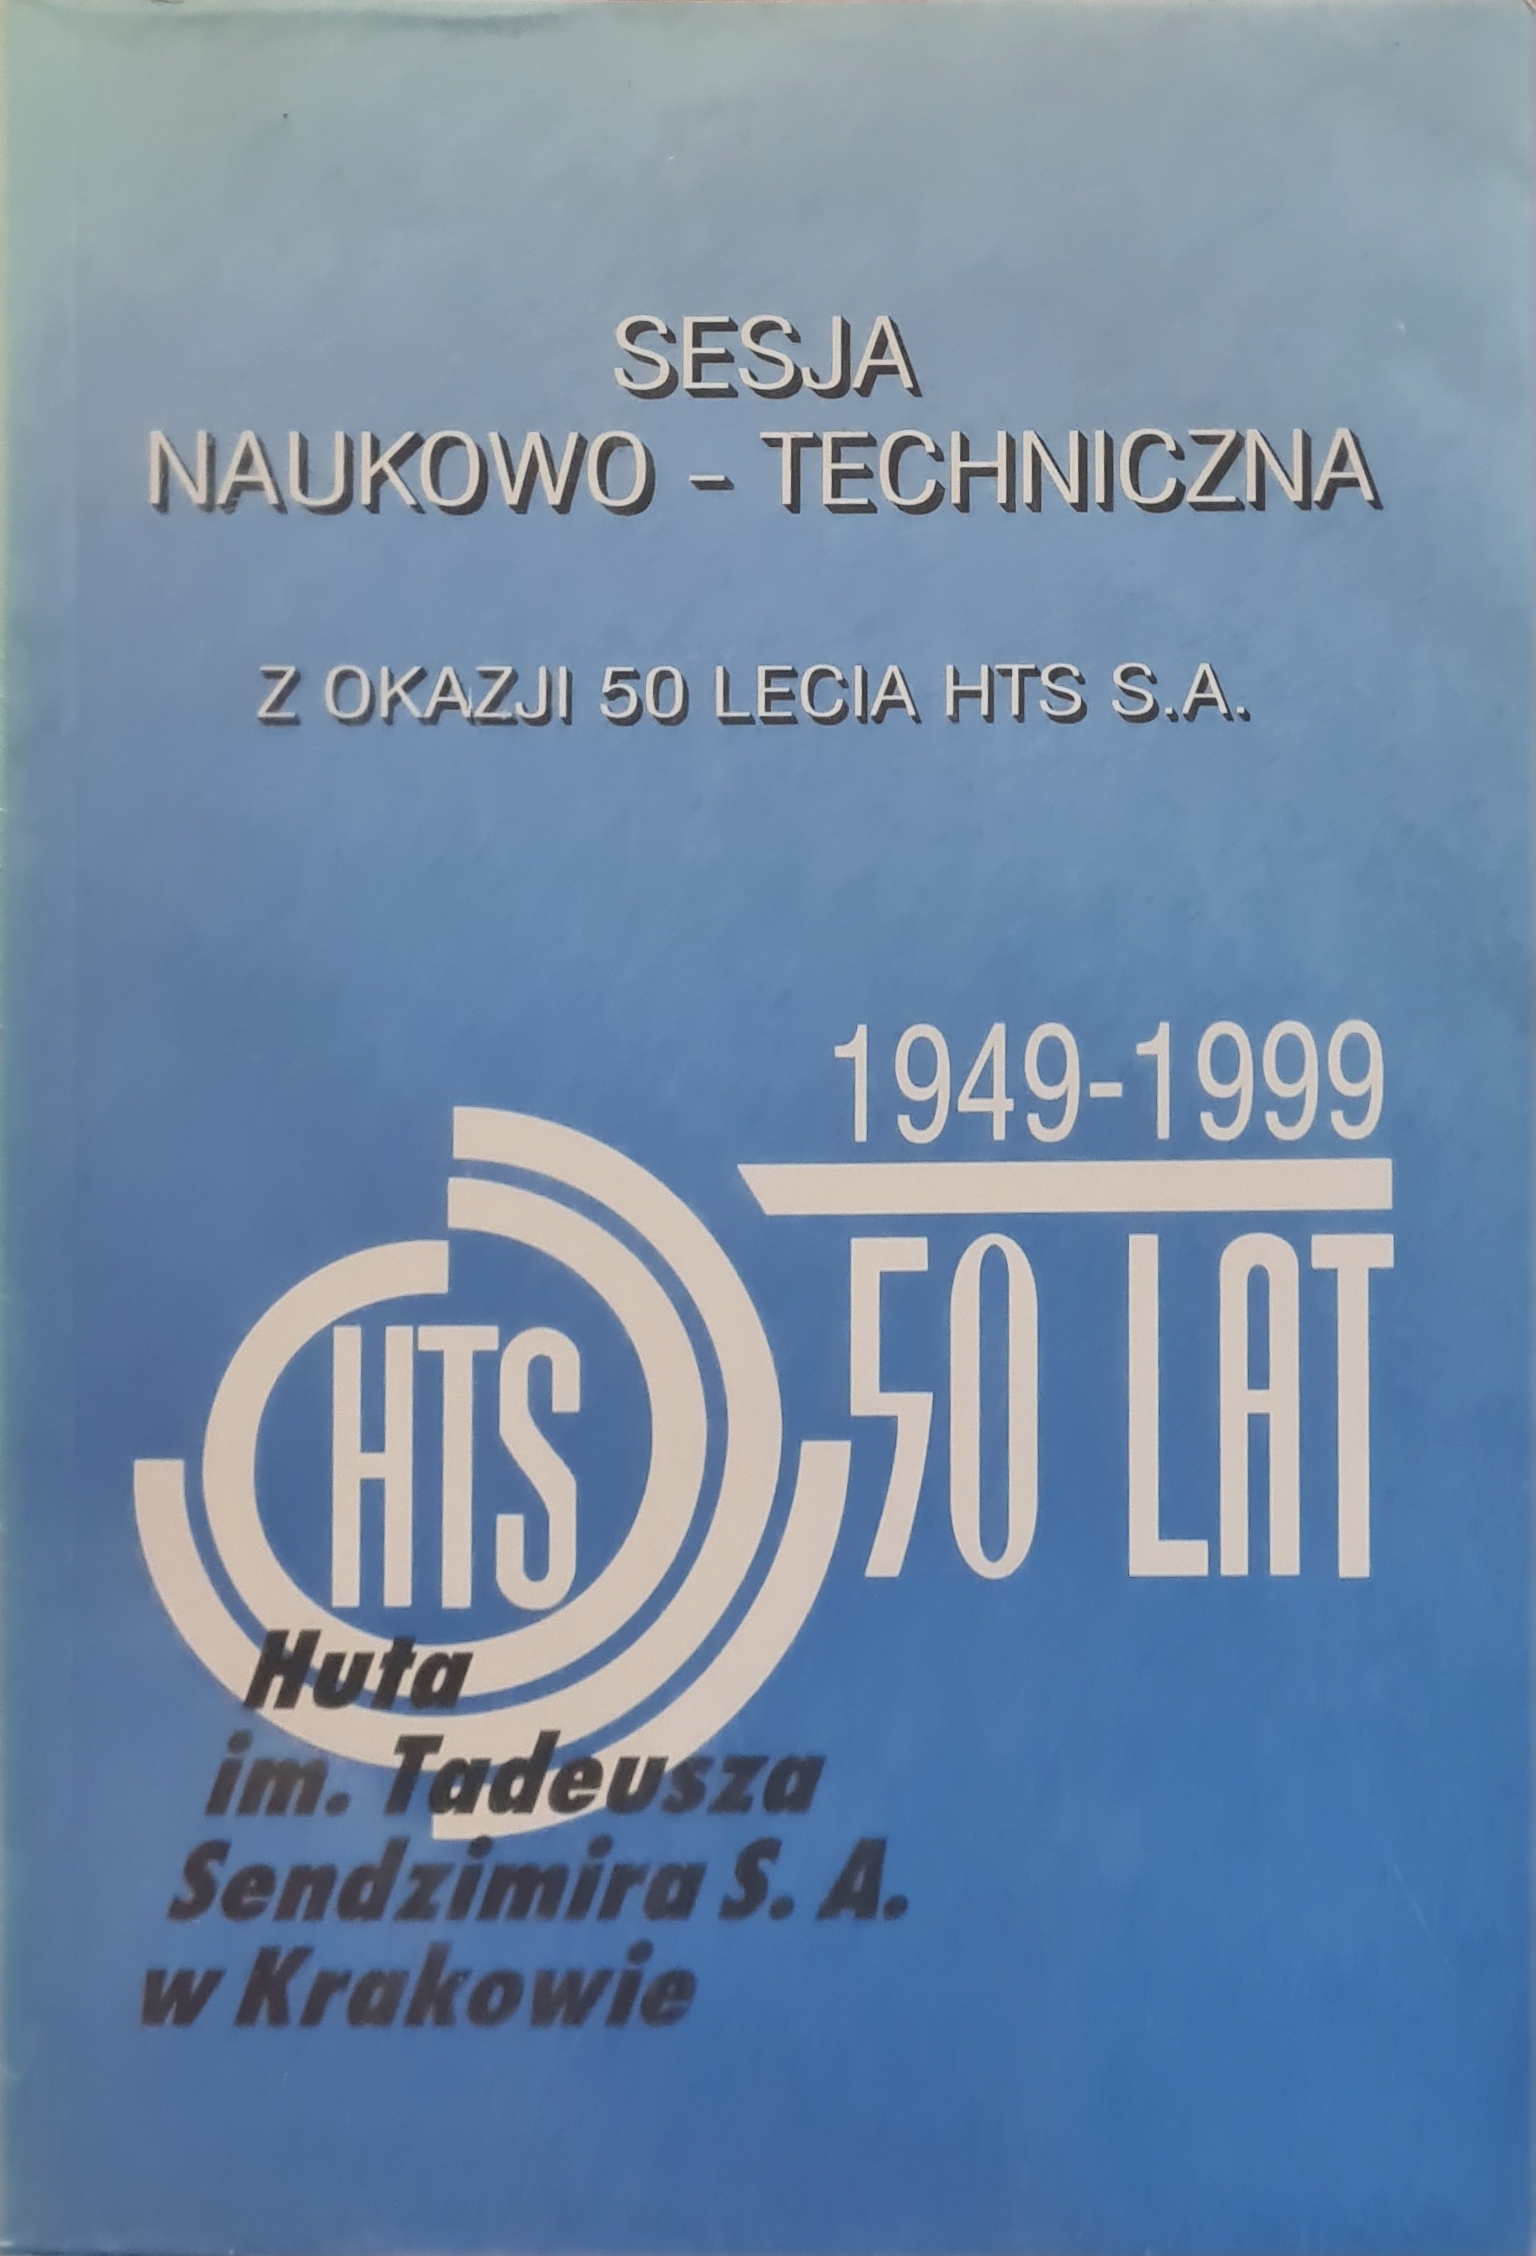 SESJA
NAUKOWO - TECHNICZNA
Z OKAZJI 50 LECIA HTS S.A.
1949-1999
50 LAT
HTS
Huta
im. Tadeusza
Sendzimira S. A.
w Krakowie